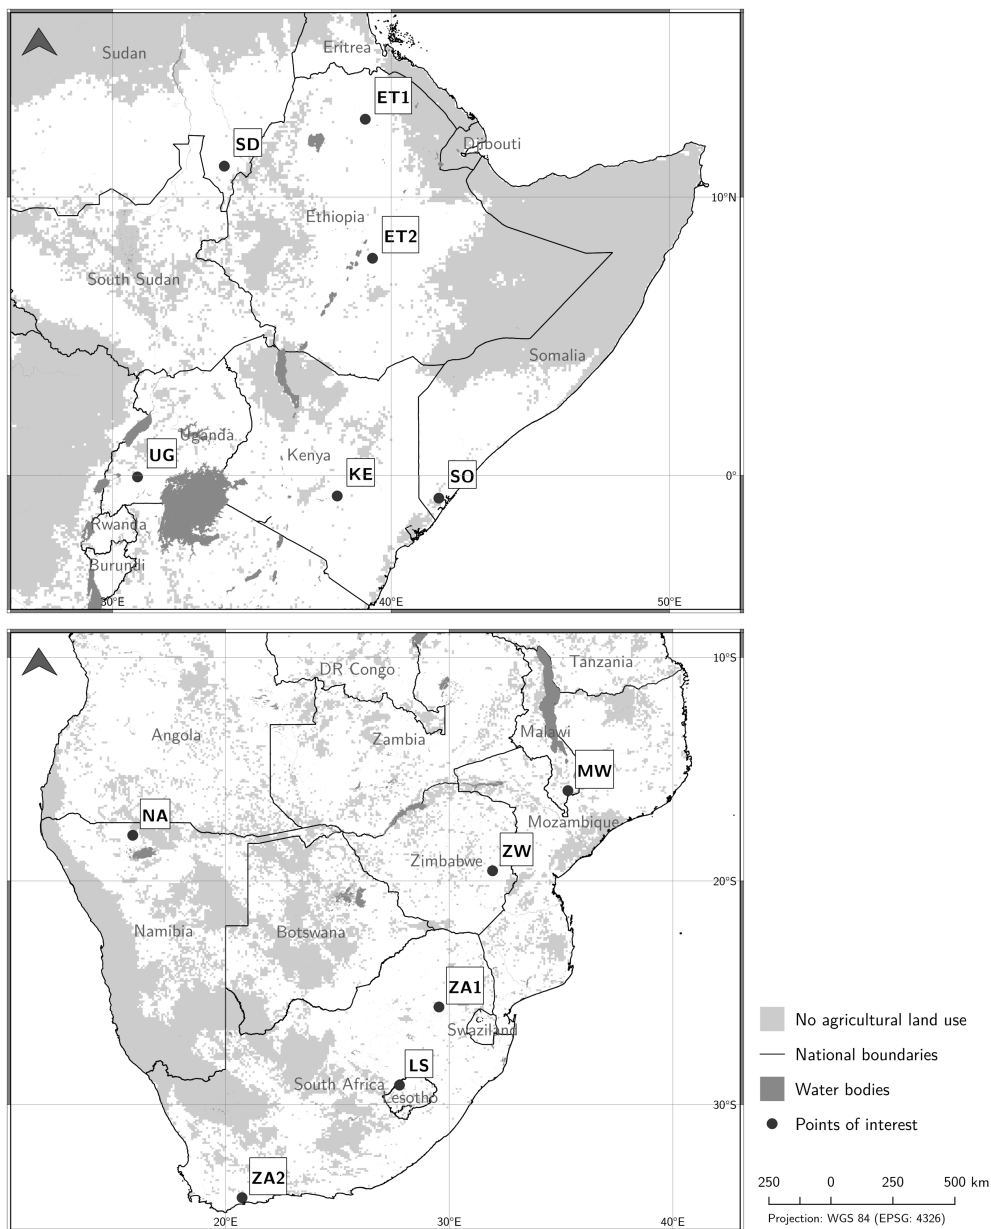 Sudan
Eritrea
ET1
SD
Djibouti
10°N
Ethiopia
ET2
South Sudan
Somalia
Uganda
UG
Kenya
KE
SO
0°
Rwanda
Burundi
30°E
40°E
50°E
DR Congo
Tanzania
10°S
Angola
Zambia
Malawi
MW
NA
Mozambique
Zimbabwe
ZW
20°S
Namibia
Botswana
ZA1
Swaziland
LS
South Africa
Lesotho
30°S
ZA2
20°E
30°E
40°E
No agricultural land use
National boundaries
Water bodies
Points of interest
250 0 250 500 km
Projection: WGS 84 (EPSG: 4326)